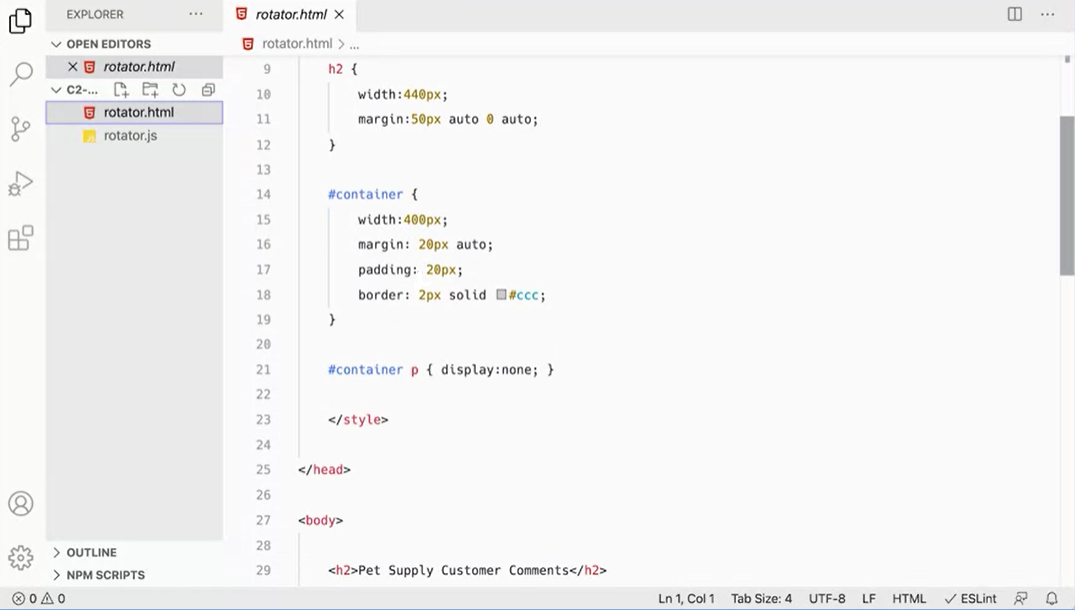 EXPLORER ···
OPEN EDITORS
rotator.html
C2-...
rotator.html
rotator.js
OUTLINE
NPM SCRIPTS
rotator.html
rotator.html > ...
9 h2 {
10 width:440px;
11 margin:50px auto 0 auto;
12 }
13
14 #container {
15 width:400px;
16 margin: 20px auto;
17 padding: 20px;
18 border: 2px solid #ccc;
19 }
20
21 #container p { display:none; }
22
23 </style>
24
25 </head>
26
27 <body>
28
29 <h2>Pet Supply Customer Comments</h2>
0 0 Ln 1, Col 1 Tab Size: 4 UTF-8 LF HTML ESLint